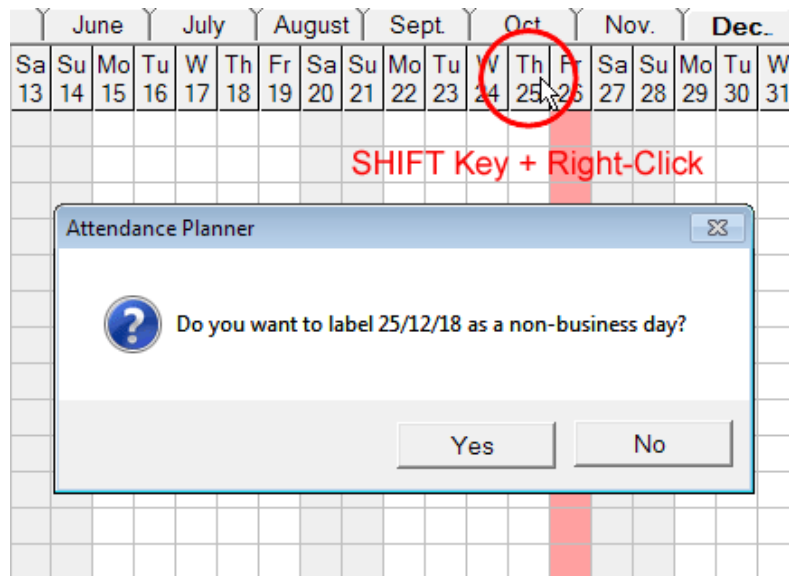 June July August Sept. Oct. Nov. Dec.
Sa Su Mo Tu W Th Fr Sa Su Mo Tu W Th Fr Sa Su Mo Tu W
13 14 15 16 17 18 19 20 21 22 23 24 25 26 27 28 29 30 31
SHIFT Key + Right-Click
Attendance Planner
Do you want to label 25/12/18 as a non-business day?
Yes No